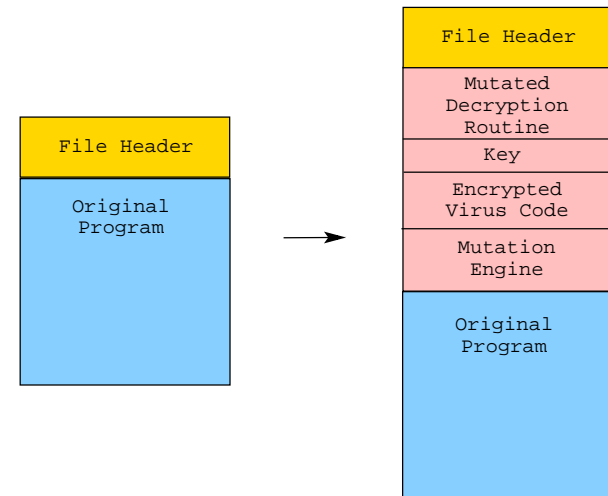 File Header
Original
Program
File Header
Mutated
Decryption
Routine
Key
Encrypted
Virus Code
Mutation
Engine
Original
Program